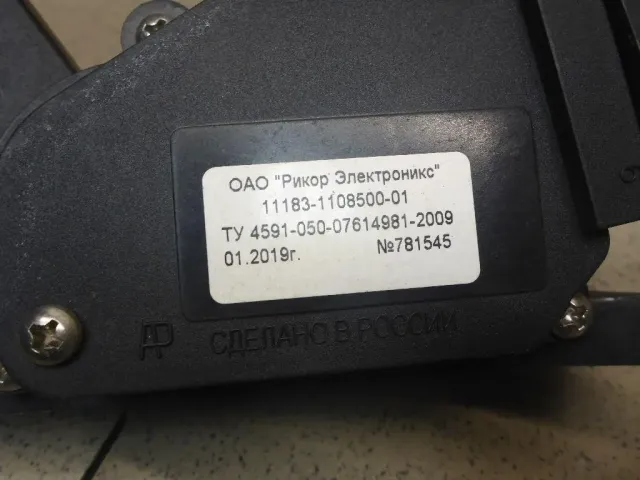 ОАО "Рикор Электроникс"
11183-1108500-01
ТУ 4591-050-07614981-2009
01.2019г. №781545
СДЕЛАНО В РОССИИ